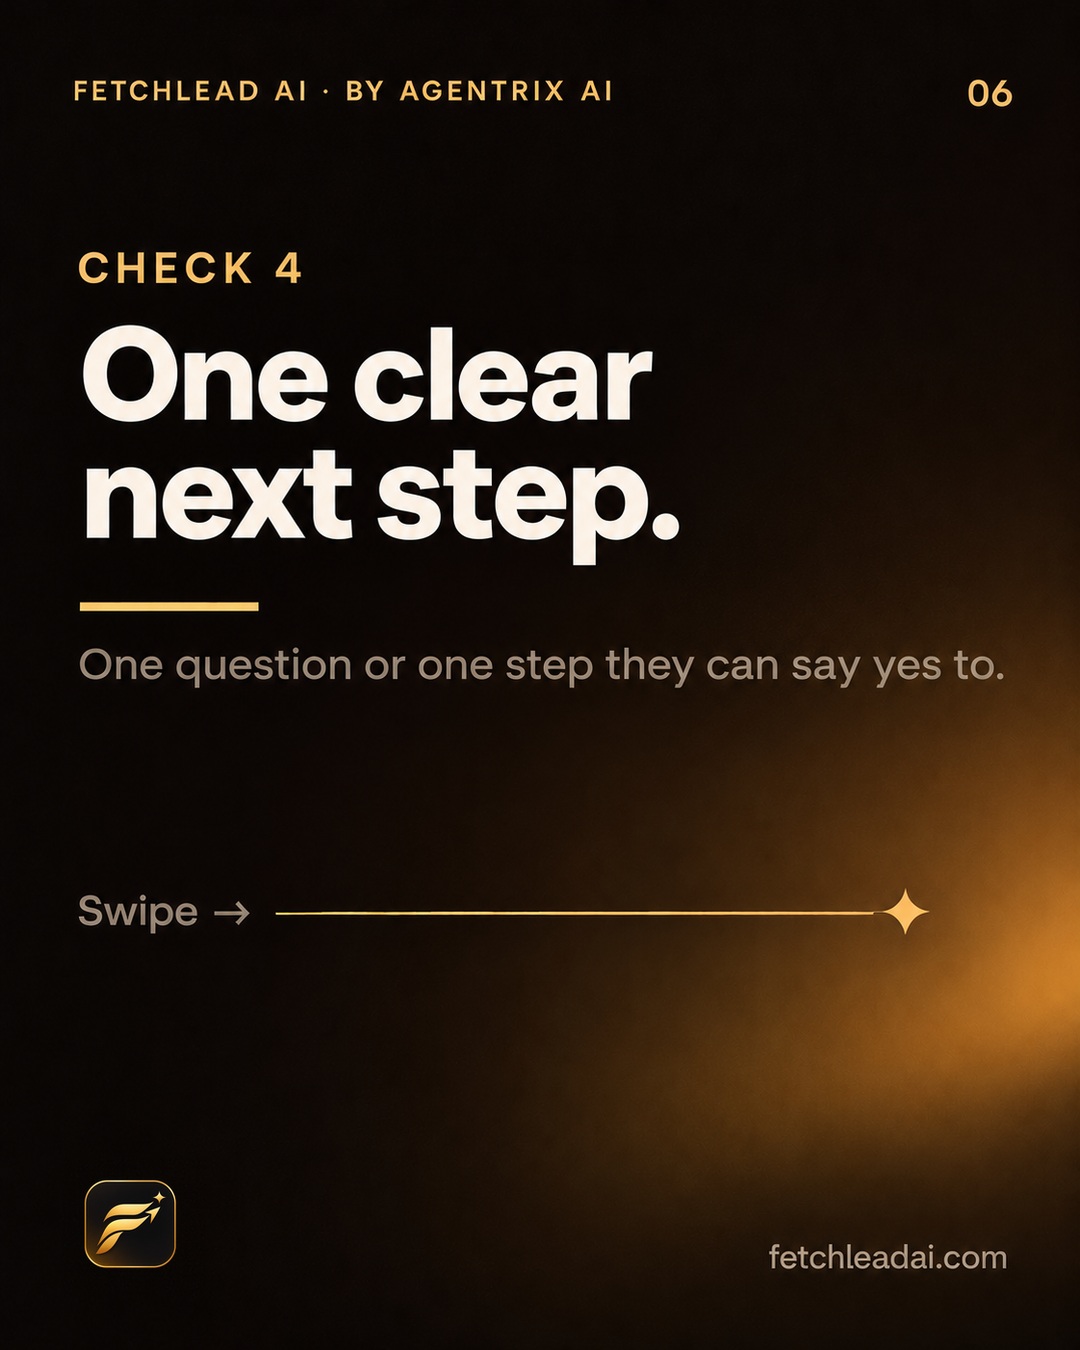 FETCHLEAD AI · BY AGENTRIX AI
06
CHECK 4
One clear
next step.
One question or one step they can say yes to.
Swipe →
fetchleadai.com